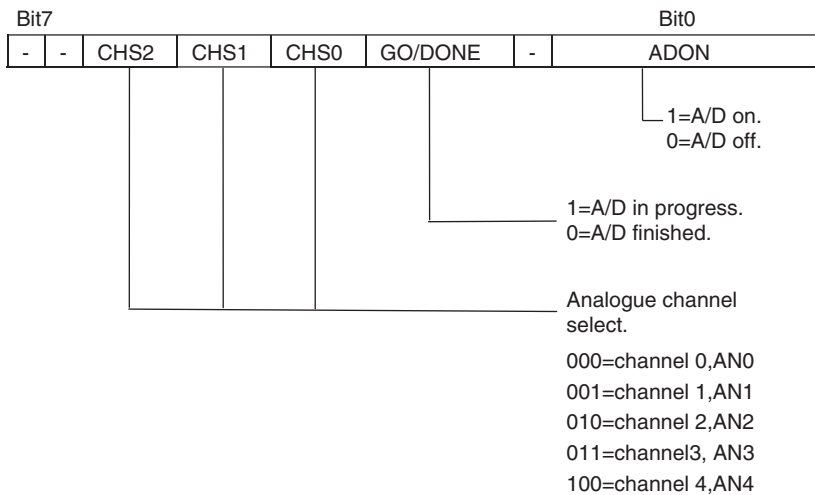 Bit7 Bit0
- - CHS2 CHS1 CHS0 GO/DONE - ADON
1=A/D on.
0=A/D off.
1=A/D in progress.
0=A/D finished.
Analogue channel
select.
000=channel 0,AN0
001=channel 1,AN1
010=channel 2,AN2
011=channel3, AN3
100=channel 4,AN4